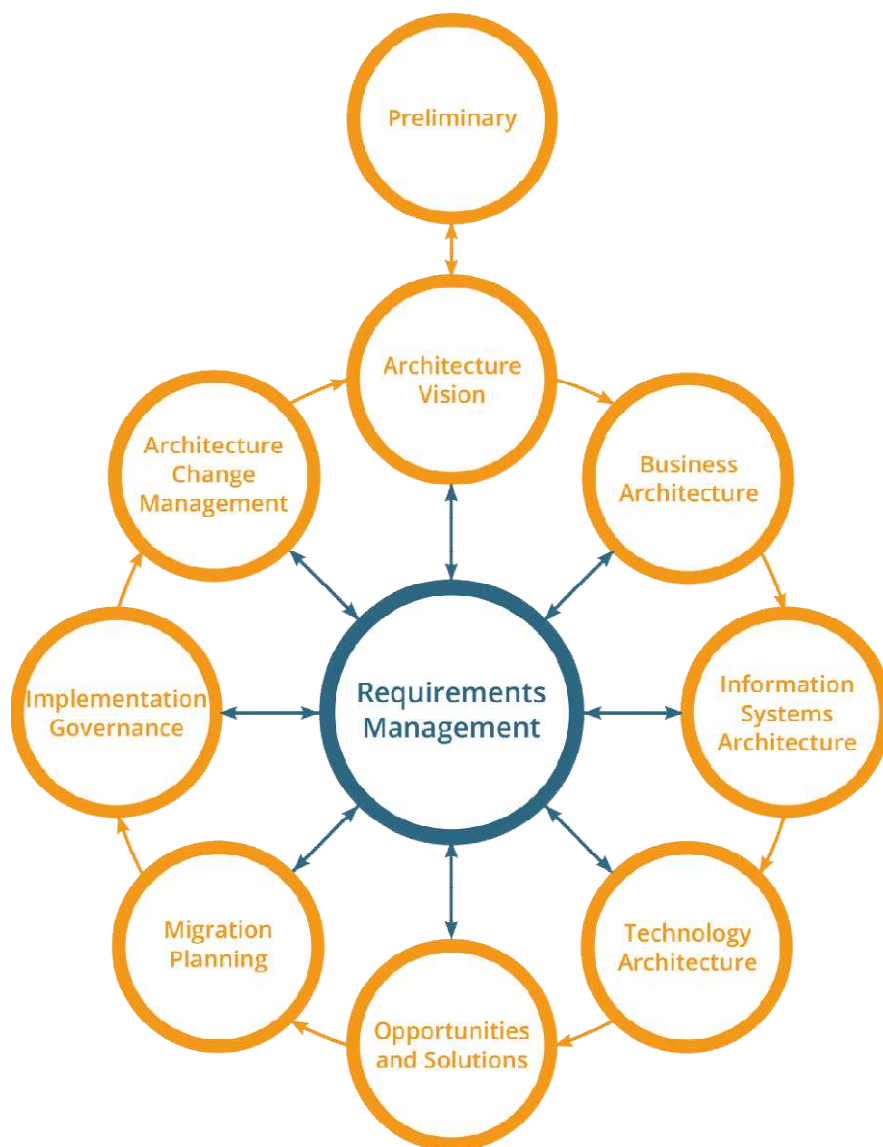 Preliminary
Architecture
Vision
Architecture
Change
Management
Business
Architecture
Requirements
Management
Implementation
Governance
Information
Systems
Architecture
Migration
Planning
Technology
Architecture
Opportunities
and Solutions